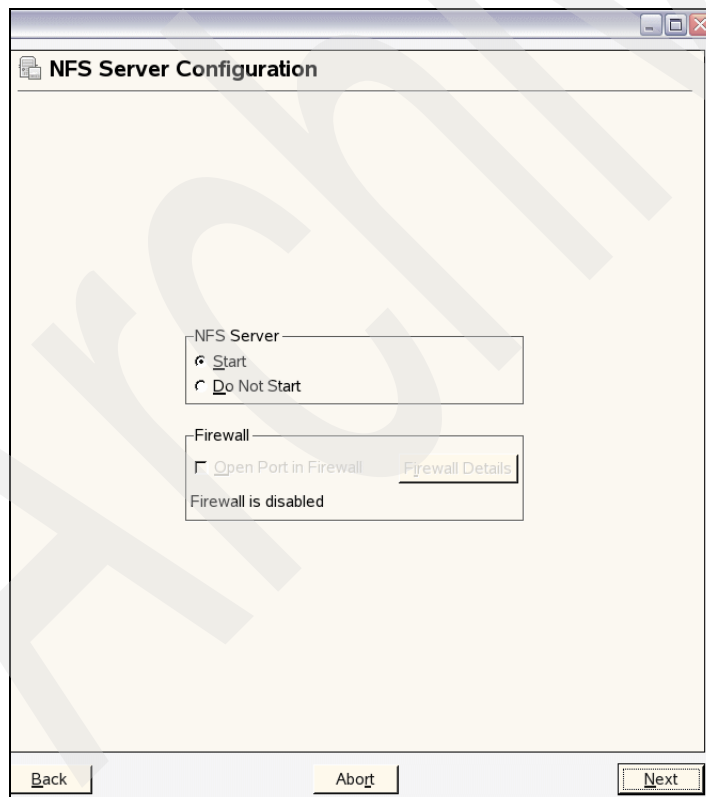 NFS Server Configuration
NFS Server
Start
Do Not Start
Firewall
Open Port in Firewall
Firewall Details
Firewall is disabled
Back
Abort
Next